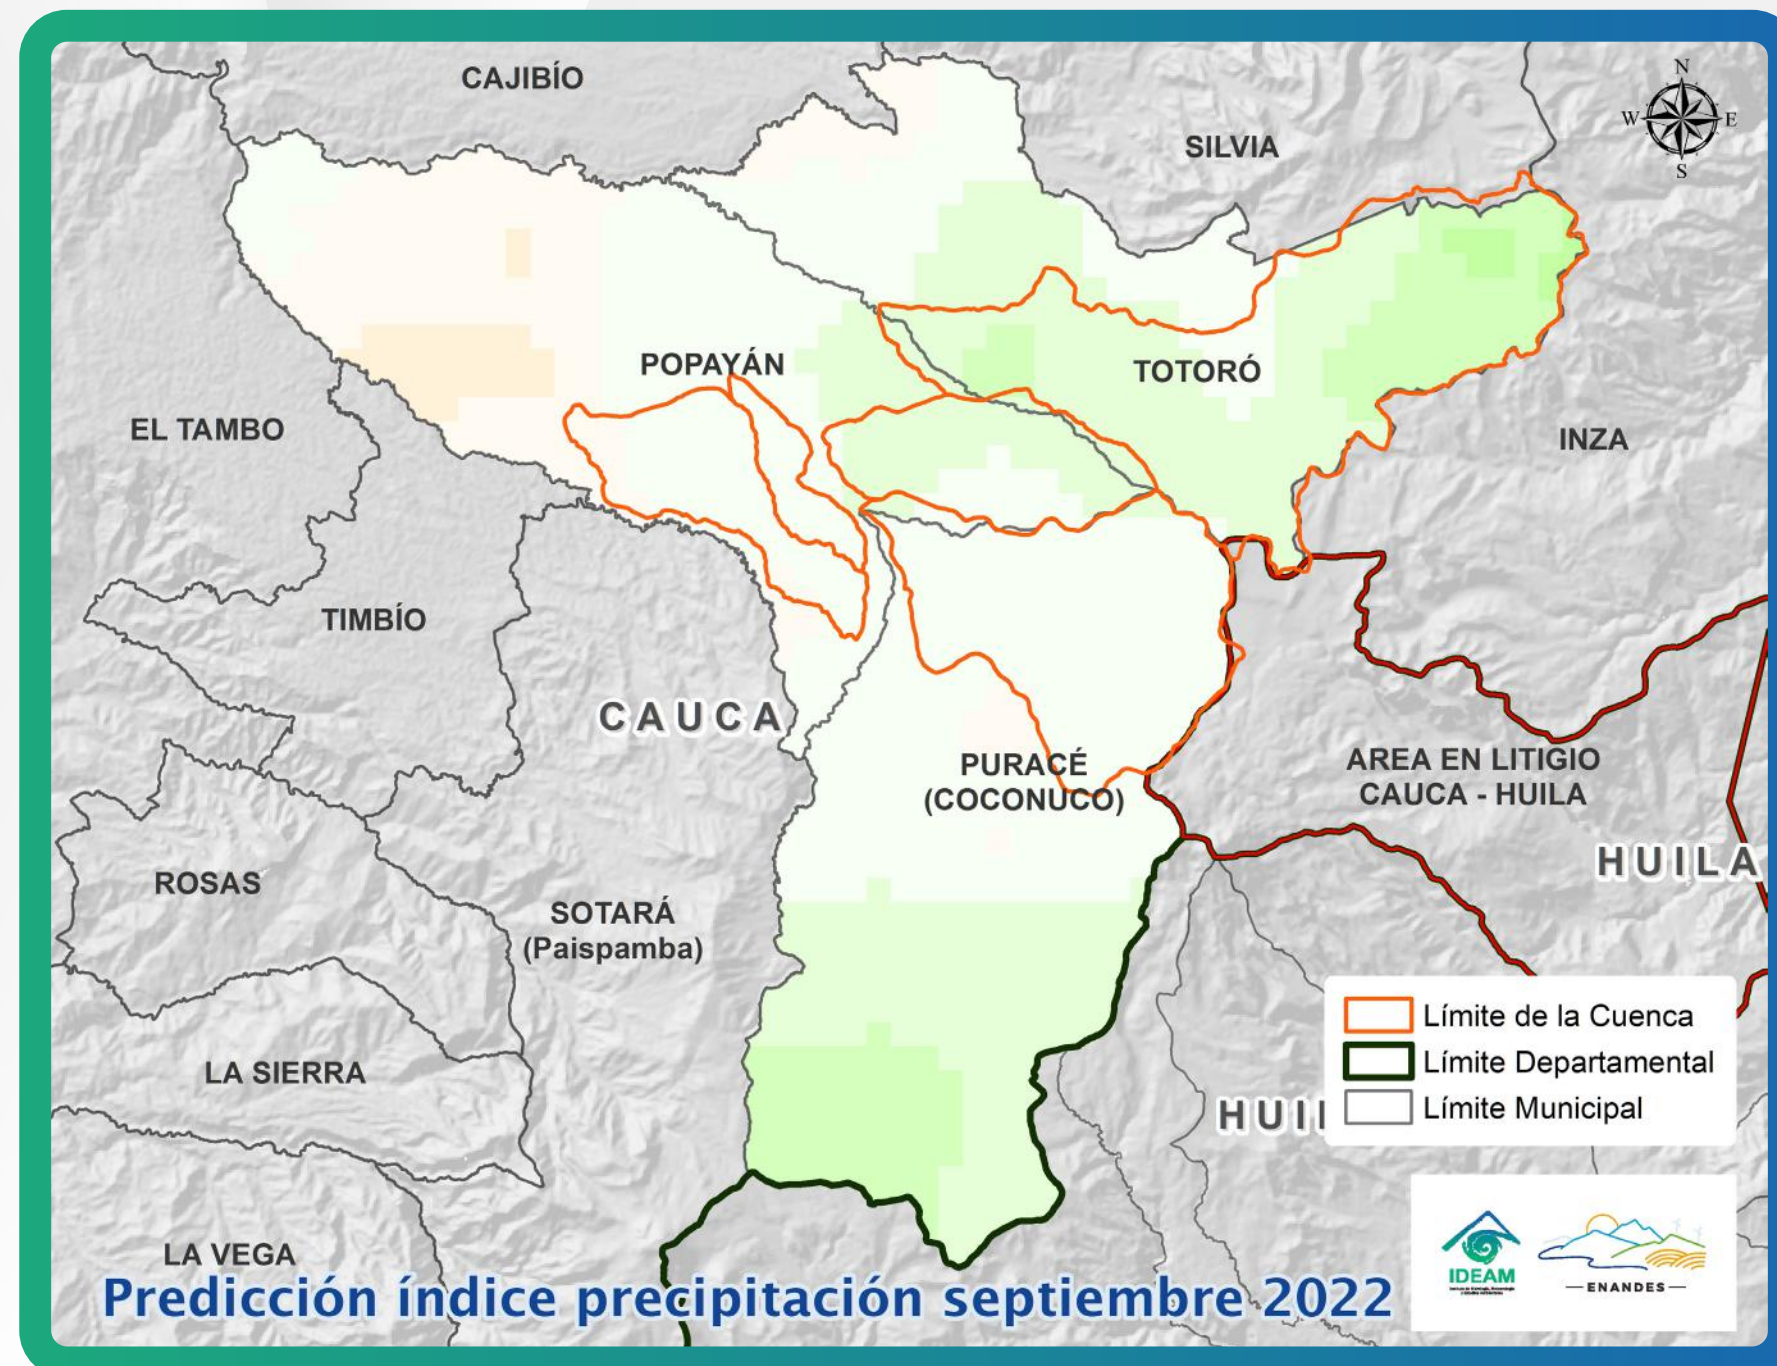 CAJIBÍO
SILVIA
N
W
E
S
POPAYÁN
TOTORÓ
EL TAMBO
INZA
TIMBÍO
CAUCA
PURACÉ
(COCONUCO)
AREA EN LITIGIO
CAUCA - HUILA
HUILA
ROSAS
SOTARÁ
(Paispamba)
Límite de la Cuenca
Límite Departamental
Límite Municipal
LA SIERRA
HUI
LA VEGA
Predicción índice precipitación septiembre 2022
IDEAM
ENANDES